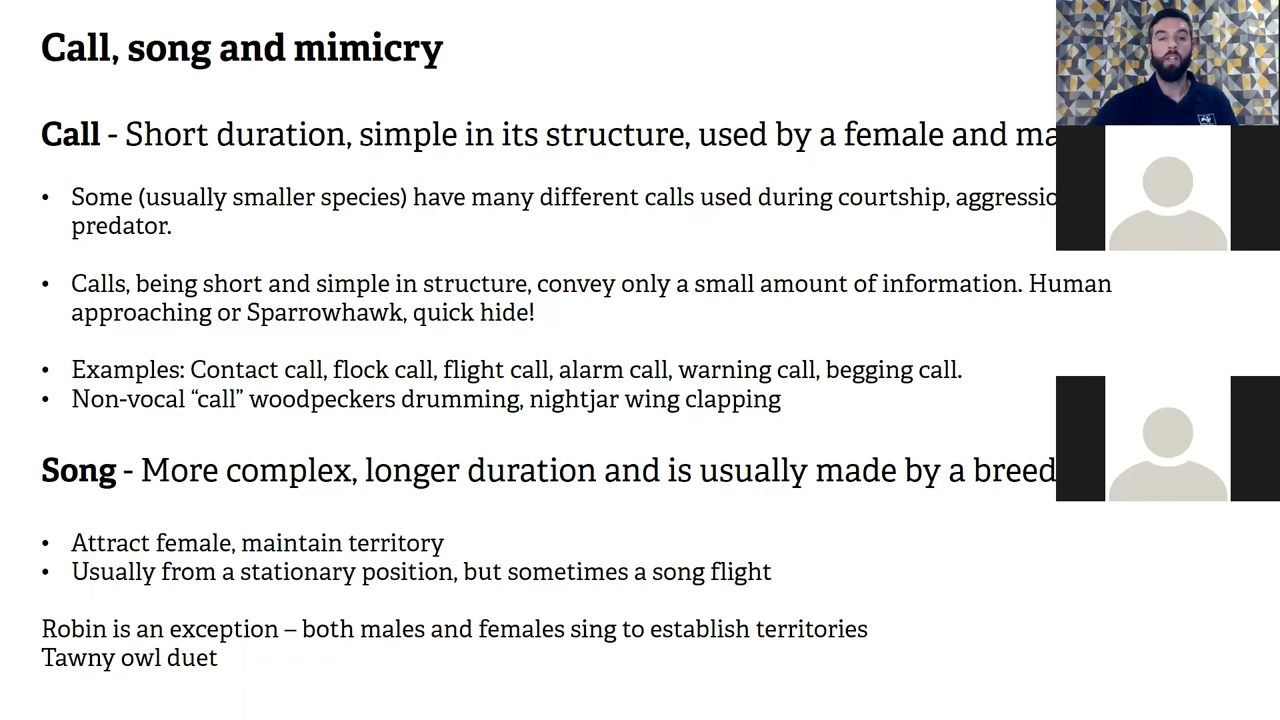 Call, song and mimicry
Call - Short duration, simple in its structure, used by a female and
• Some (usually smaller species) have many different calls used during courtship,
predator.
• Calls, being short and simple in structure, convey only a small amount of information. Human
approaching or Sparrowhawk, quick hide!
• Examples: Contact call, flock call, flight call, alarm call, warning call, begging call.
• Non-vocal “call” woodpeckers drumming, nightjar wing clapping
Song - More complex, longer duration and is usually made by a
• Attract female, maintain territory
• Usually from a stationary position, but sometimes a song flight
Robin is an exception – both males and females sing to establish territories
Tawny owl duet